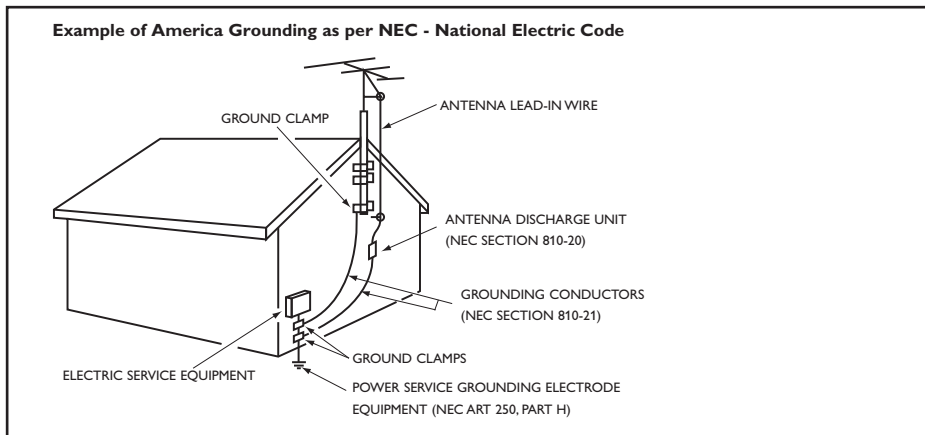 Example of America Grounding as per NEC - National Electric Code
ANTENNA LEAD-IN WIRE
GROUND CLAMP
ANTENNA DISCHARGE UNIT
(NEC SECTION 810-20)
GROUNDING CONDUCTORS
(NEC SECTION 810-21)
GROUND CLAMPS
ELECTRIC SERVICE EQUIPMENT
POWER SERVICE GROUNDING ELECTRODE
EQUIPMENT (NEC ART 250, PART H)